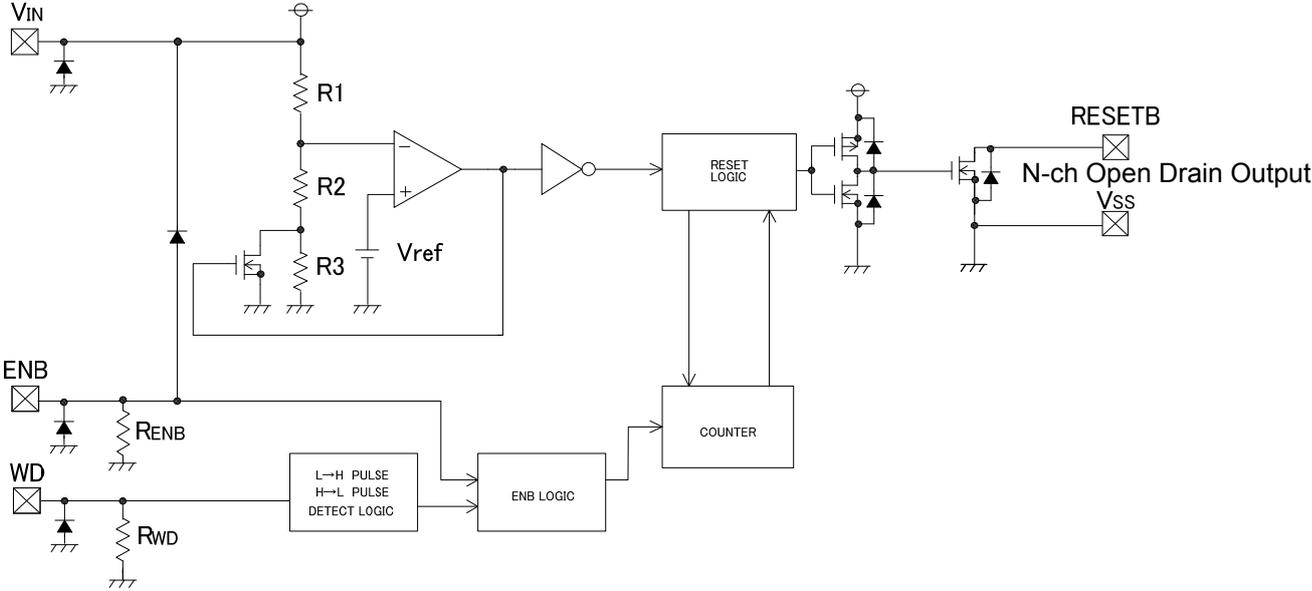 VIN
R1
RESETB
RESET
LOGIC
N-ch Open Drain Output
R2
VSS
Vref
R3
ENB
RENB
COUNTER
WD
L→H PULSE
H→L PULSE
DETECT LOGIC
ENB LOGIC
RWD